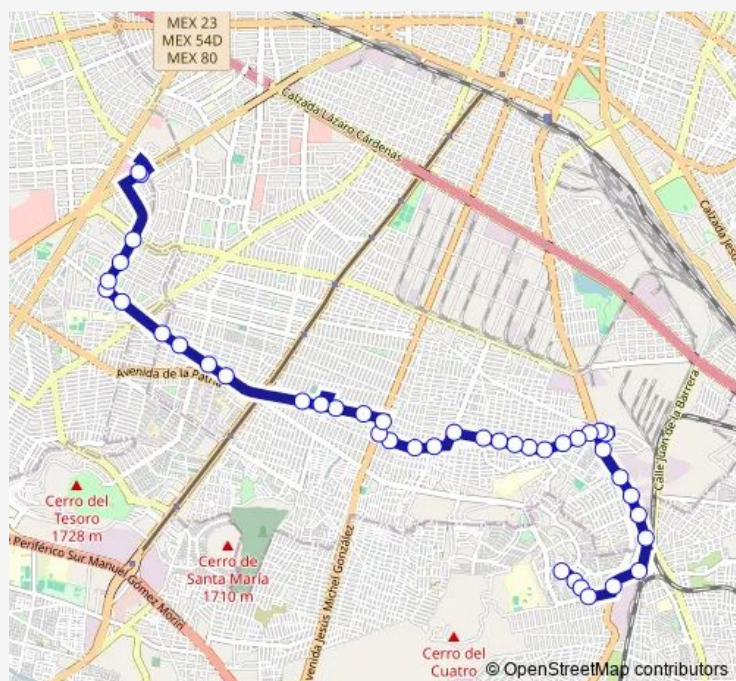 MEX 23
MEX 54D
MEX 80
Calzada Lázaro Cárdenas
Calzada Jesús
Avenida de la Patria
Calle Juan de la Barrera
Cerro del
Tesoro
1728 m
Cerro de
Santa María
1710 m
Periférico Sur Manuel Gómez Morín
Avenida Jesús Michel González
Cerro del
Cuatro
© OpenStreetMap contributors